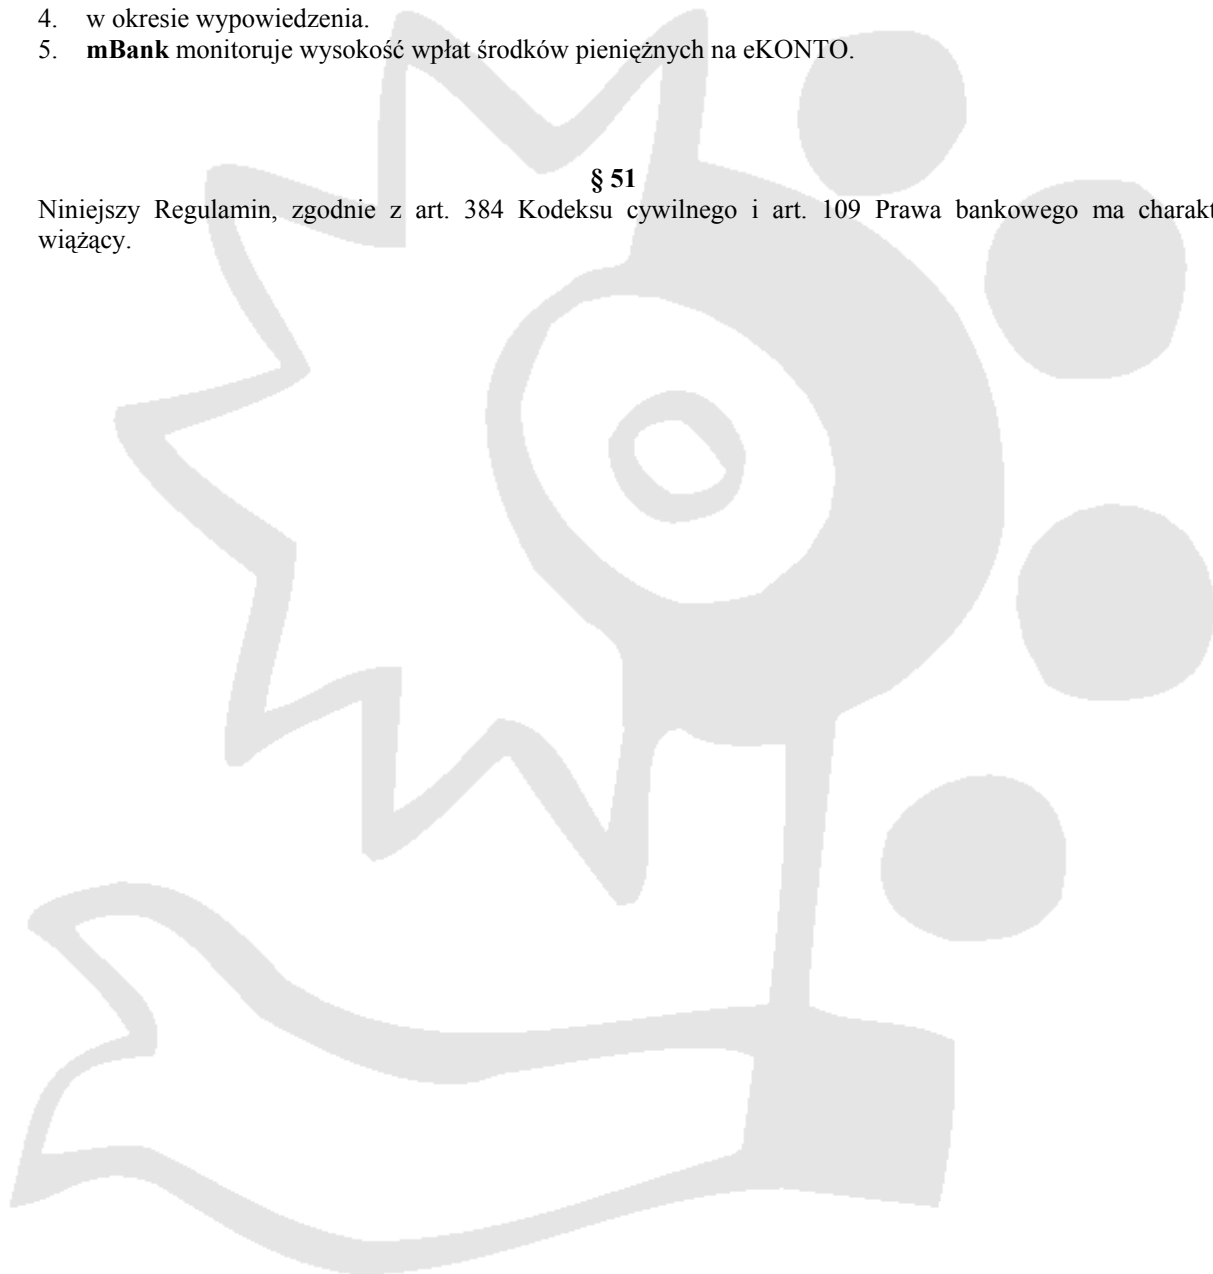 4. w okresie wypowiedzenia.
5. mBank monitoruje wysokość wpłat środków pieniężnych na eKONTO.
§ 51
Niniejszy Regulamin, zgodnie z art. 384 Kodeksu cywilnego i art. 109 Prawa bankowego ma charakt
wiążący.